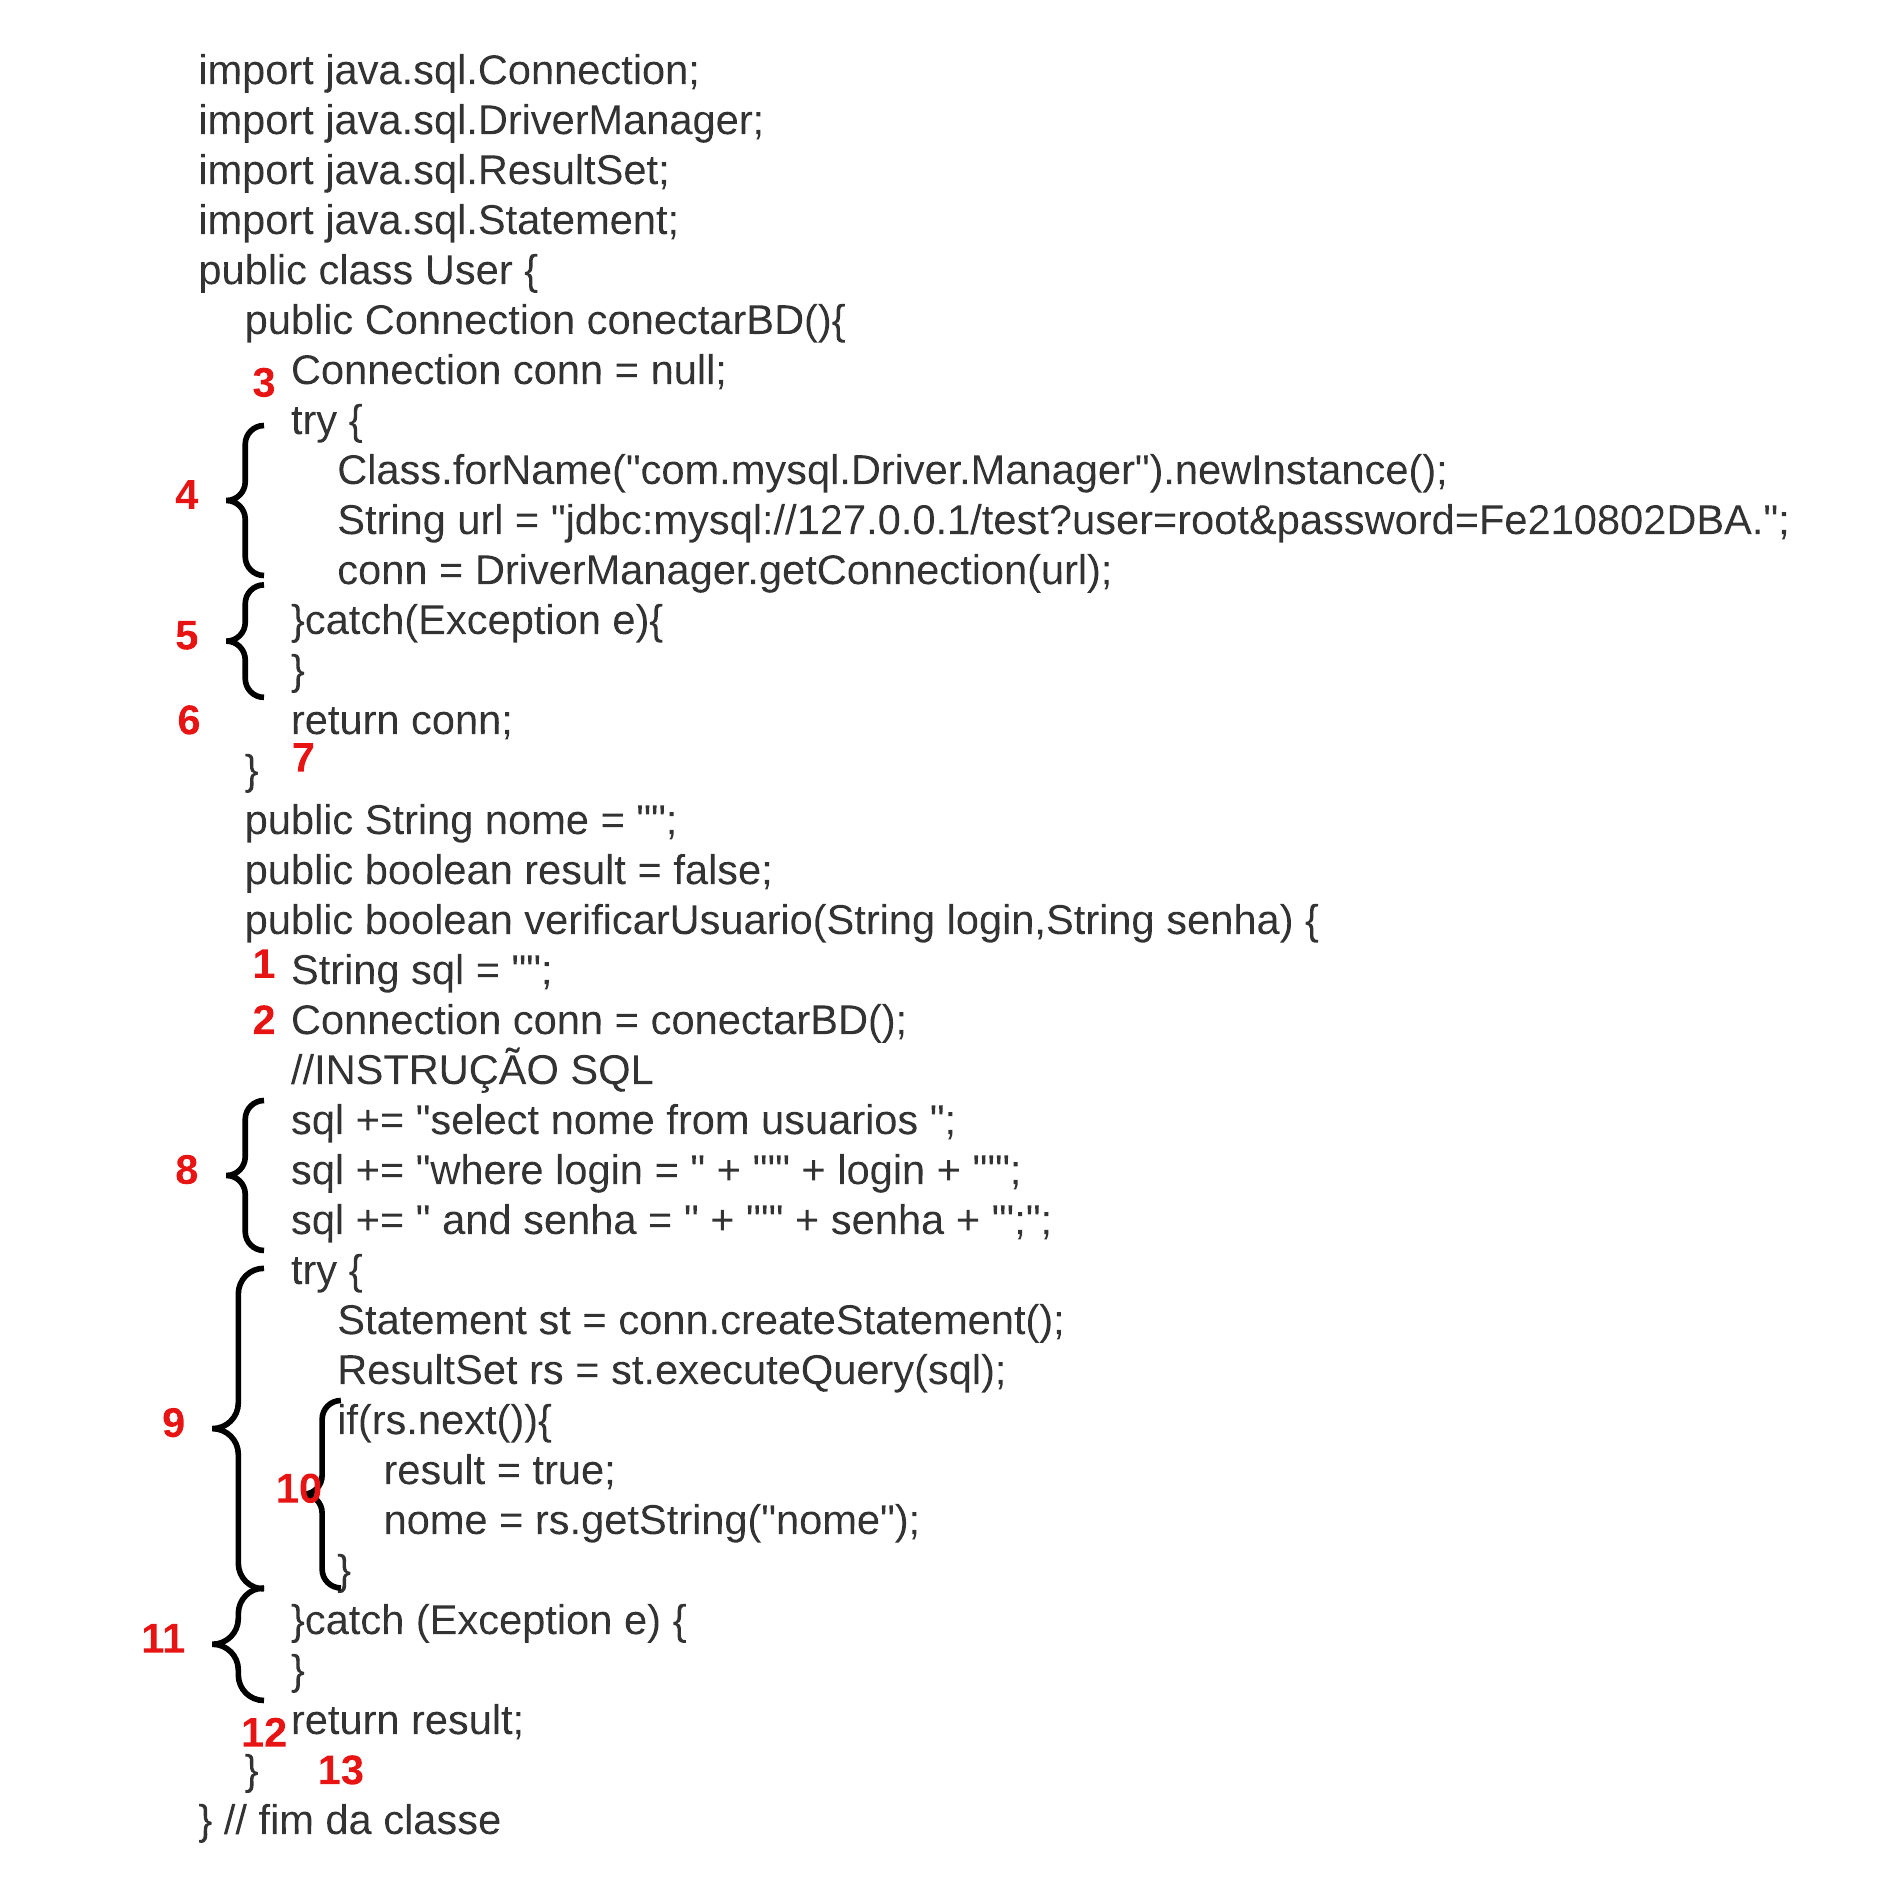 import java.sql.Connection;
import java.sql.DriverManager;
import java.sql.ResultSet;
import java.sql.Statement;
public class User {
public Connection conectarBD(){
3 Connection conn = null;
try {
Class.forName("com.mysql.Driver.Manager").newInstance();
4 String url = "jdbc:mysql://127.0.0.1/test?user=root&password=Fe210802DBA.";
conn = DriverManager.getConnection(url);
5 }catch(Exception e){
}
6 return conn;
} 7
public String nome = "";
public boolean result = false;
public boolean verificarUsuario(String login,String senha) {
1 String sql = "";
2 Connection conn = conectarBD();
//INSTRUÇÃO SQL
sql += "select nome from usuarios ";
8 sql += "where login = " + "'" + login + "'";
sql += " and senha = " + "'" + senha + "';";
try {
Statement st = conn.createStatement();
ResultSet rs = st.executeQuery(sql);
9 if(rs.next()){
10 result = true;
nome = rs.getString("nome");
}
11 }catch (Exception e) {
}
12 return result;
} 13
} // fim da classe